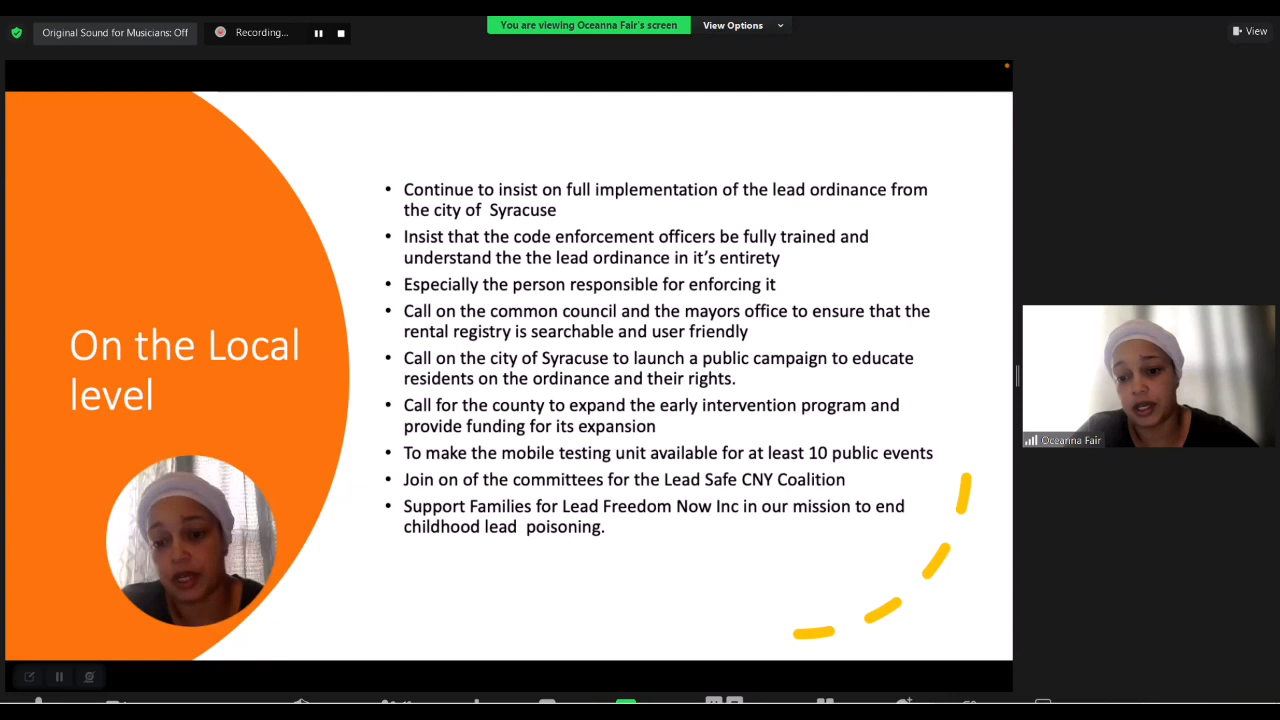 Original Sound for Musicians: Off
Recording...
You are viewing Oceanna Fair's screen
View Options
View
On the Local
level
• Continue to insist on full implementation of the lead ordinance from
the city of  Syracuse
• Insist that the code enforcement officers be fully trained and
understand the the lead ordinance in it’s entirety
• Especially the person responsible for enforcing it
• Call on the common council and the mayors office to ensure that the
rental registry is searchable and user friendly
• Call on the city of Syracuse to launch a public campaign to educate
residents on the ordinance and their rights.
• Call for the county to expand the early intervention program and
provide funding for its expansion
• To make the mobile testing unit available for at least 10 public events
• Join on of the committees for the Lead Safe CNY Coalition
• Support Families for Lead Freedom Now Inc in our mission to end
childhood lead  poisoning.
Oceanna Fair